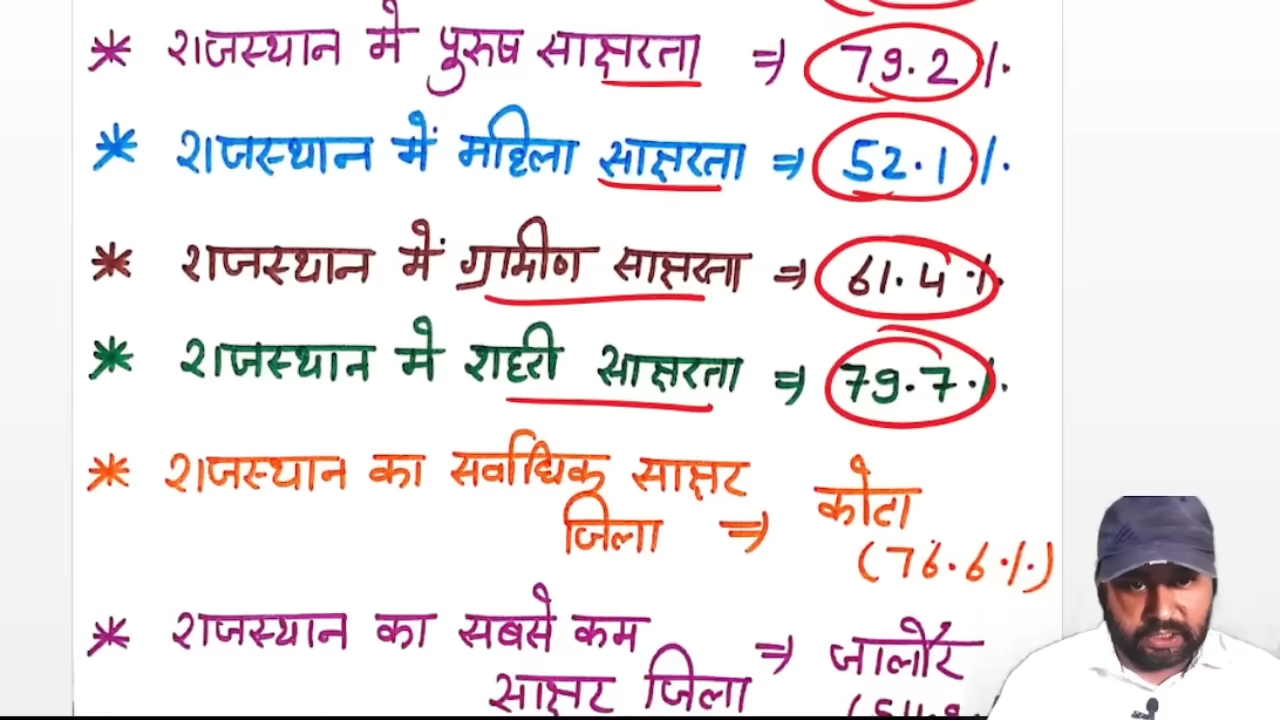 * राजस्थान मे पुरुष साक्षरता ⇒ 79.2%
* राजस्थान में महिला साक्षरता ⇒ 52.1%
* राजस्थान में ग्रामीण साक्षरता ⇒ 61.4%
* राजस्थान मे शहरी साक्षरता ⇒ 79.7%
* राजस्थान का सर्वाधिक साक्षर
जिला ⇒ कोटा
(76.6%)
* राजस्थान का सबसे कम
साक्षर जिला ⇒ जालौर